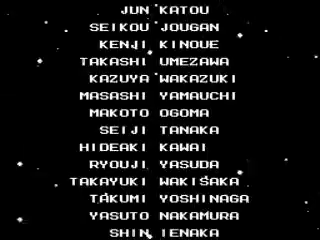 JUN KATOU
SEIKOU JOUGAN
KENJI KINOUE
TAKASHI UMEZAWA
KAZUYA WAKAZUKI
MASASHI YAMAUCHI
MAKOTO OGOMA
SEIJI TANAKA
HIDEAKI KAWAI
RYOUJI YASUDA
TAKAYUKI WAKISAKA
TAKUMI YOSHINAGA
YASUTO NAKAMURA
SHIN IENAKA